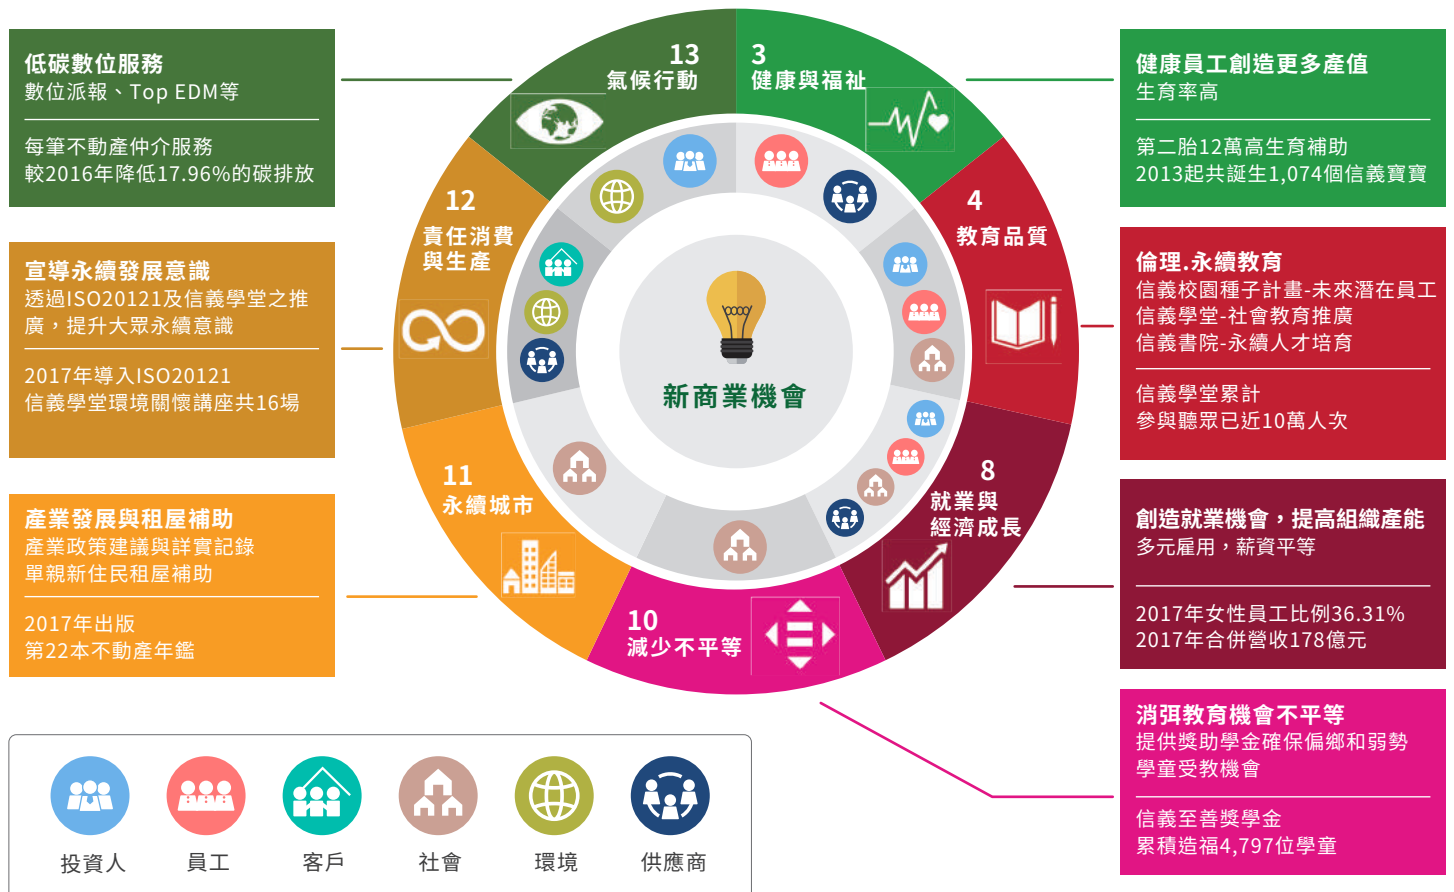 低碳數位服務
數位派報、Top EDM等
每筆不動產仲介服務
較2016年降低17.96%的碳排放
宣導永續發展意識
透過ISO20121及信義學堂之推
廣，提升大眾永續意識
2017年導入ISO20121
信義學堂環境關懷講座共16場
產業發展與租屋補助
產業政策建議與詳實記錄
單親新住民租屋補助
2017年出版
第22本不動產年鑑
13
氣候行動
3
健康與福祉
12
責任消費
與生產
4
教育品質
新商業機會
11
永續城市
8
就業與
經濟成長
10
減少不平等
健康員工創造更多產值
生育率高
第二胎12萬高生育補助
2013起共誕生1,074個信義寶寶
倫理.永續教育
信義校園種子計畫-未來潛在員工
信義學堂-社會教育推廣
信義書院-永續人才培育
信義學堂累計
參與聽眾已近10萬人次
創造就業機會，提高組織產能
多元雇用，薪資平等
2017年女性員工比例36.31%
2017年合併營收178億元
消弭教育機會不平等
提供獎助學金確保偏鄉和弱勢
學童受教機會
信義至善獎學金
累積造福4,797位學童
投資人
員工
客戶
社會
環境
供應商